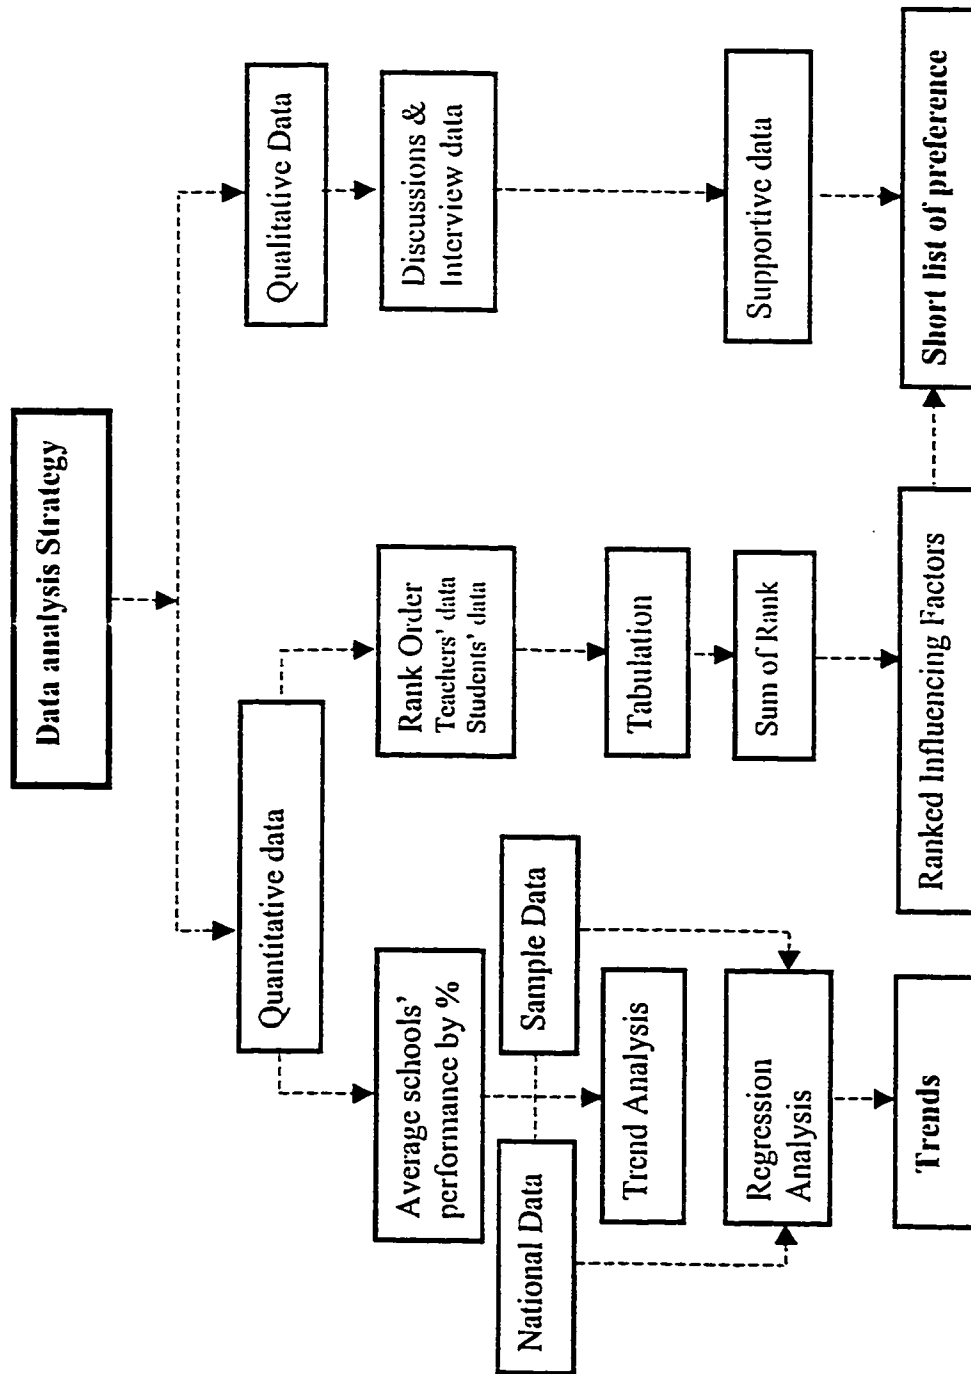 Data analysis Strategy
Quantitative data
Qualitative Data
Average schools'
performance by %
Rank Order
Teachers' data
Students' data
Discussions &
Interview data
National Data
Sample Data
Trend Analysis
Tabulation
Regression
Analysis
Sum of Rank
Supportive data
Trends
Ranked Influencing Factors
Short list of preference